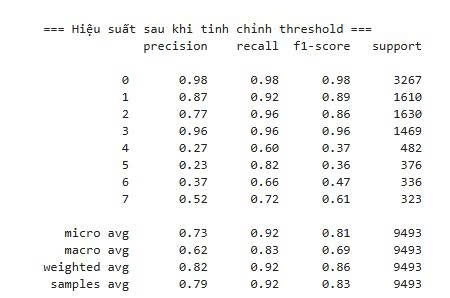 === Hiệu suất sau khi tinh chỉnh threshold ===
precision recall f1-score support
0 0.98 0.98 0.98 3267
1 0.87 0.92 0.89 1610
2 0.77 0.96 0.86 1630
3 0.96 0.96 0.96 1469
4 0.27 0.60 0.37 482
5 0.23 0.82 0.36 376
6 0.37 0.66 0.47 336
7 0.52 0.72 0.61 323
micro avg 0.73 0.92 0.81 9493
macro avg 0.62 0.83 0.69 9493
weighted avg 0.82 0.92 0.86 9493
samples avg 0.79 0.92 0.83 9493